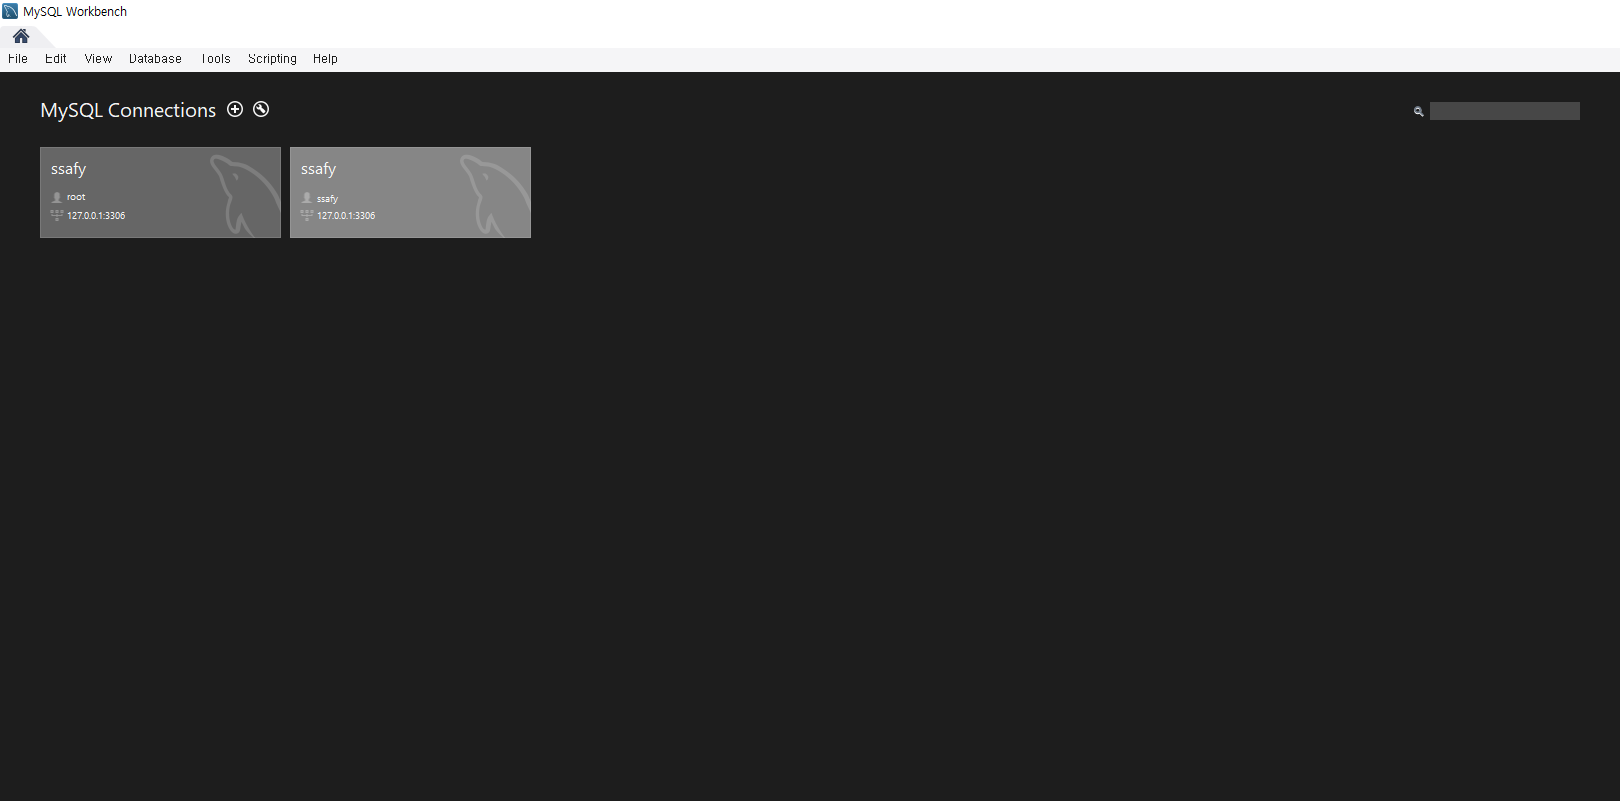 MySQL Workbench
File Edit View Database Tools Scripting Help
MySQL Connections
ssafy
root
127.0.0.1:3306
ssafy
ssafy
127.0.0.1:3306